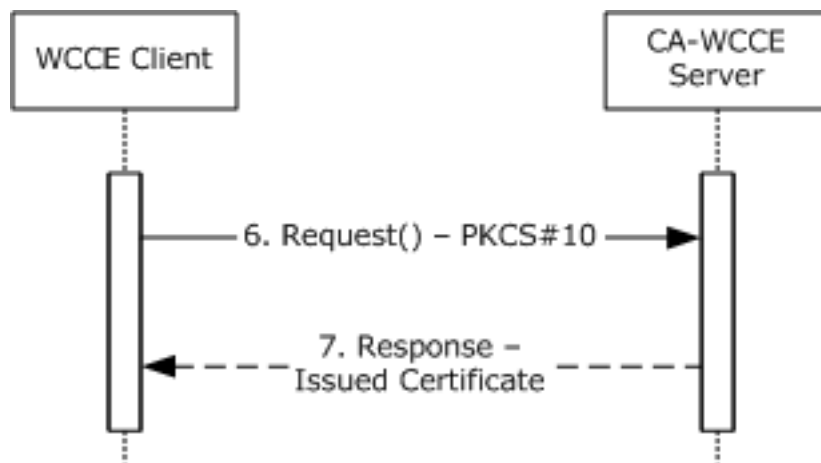 WCCE Client
CA-WCCE
Server
6. Request() – PKCS#10
7. Response –
Issued Certificate